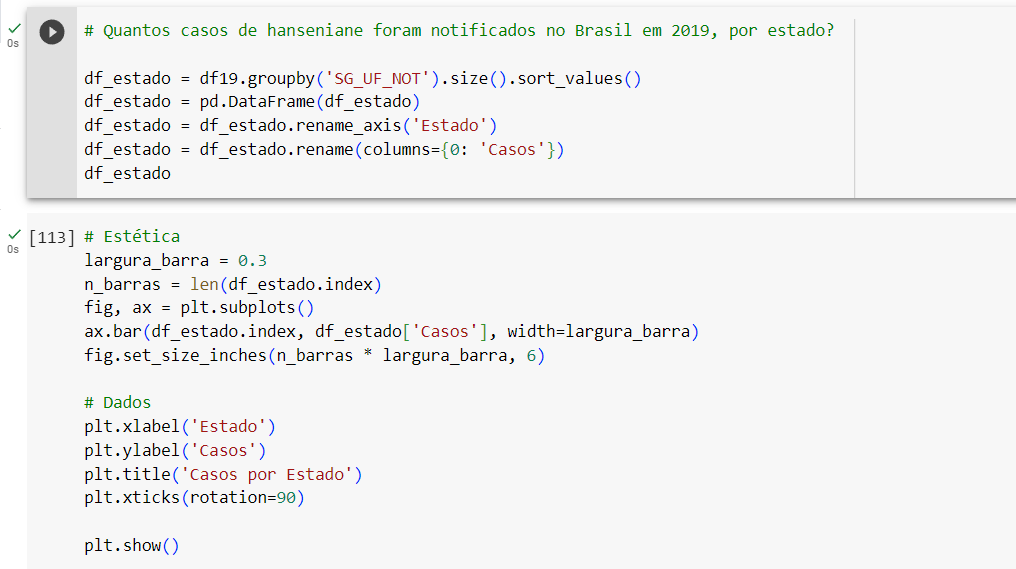 0s
# Quantos casos de hanseniane foram notificados no Brasil em 2019, por estado?
df_estado = df19.groupby('SG_UF_NOT').size().sort_values()
df_estado = pd.DataFrame(df_estado)
df_estado = df_estado.rename_axis('Estado')
df_estado = df_estado.rename(columns={0: 'Casos'})
df_estado
0s
[113] # Estética
largura_barra = 0.3
n_barras = len(df_estado.index)
fig, ax = plt.subplots()
ax.bar(df_estado.index, df_estado['Casos'], width=largura_barra)
fig.set_size_inches(n_barras * largura_barra, 6)
# Dados
plt.xlabel('Estado')
plt.ylabel('Casos')
plt.title('Casos por Estado')
plt.xticks(rotation=90)
plt.show()